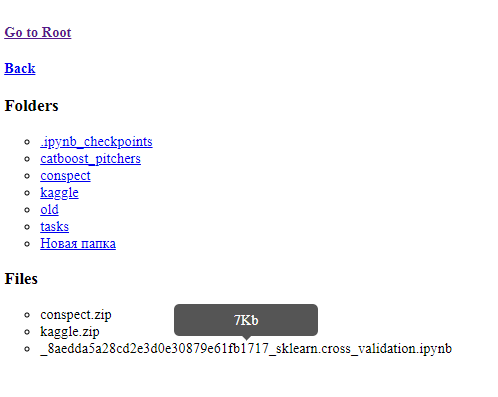 Go to Root
Back
Folders
.ipynb_checkpoints
catboost_pitchers
conspect
kaggle
old
tasks
Новая папка
Files
conspect.zip
7Kb
kaggle.zip
_8aedda5a28cd2e3d0e30879e61fb1717_sklearn.cross_validation.ipynb